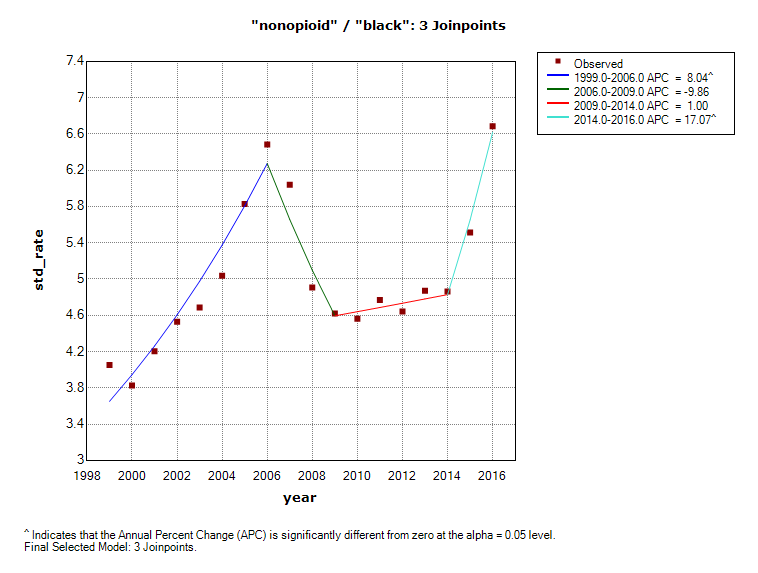 "nonopioid" / "black": 3 Joinpoints
Observed
1999.0-2006.0 APC = 8.04^
2006.0-2009.0 APC = -9.86
2009.0-2014.0 APC = 1.00
2014.0-2016.0 APC = 17.07^
7.4
7
6.6
6.2
5.8
5.4
5
4.6
4.2
3.8
3.4
3
std_rate
1998 2000 2002 2004 2006 2008 2010 2012 2014 2016
year
^ Indicates that the Annual Percent Change (APC) is significantly different from zero at the alpha = 0.05 level.
Final Selected Model: 3 Joinpoints.